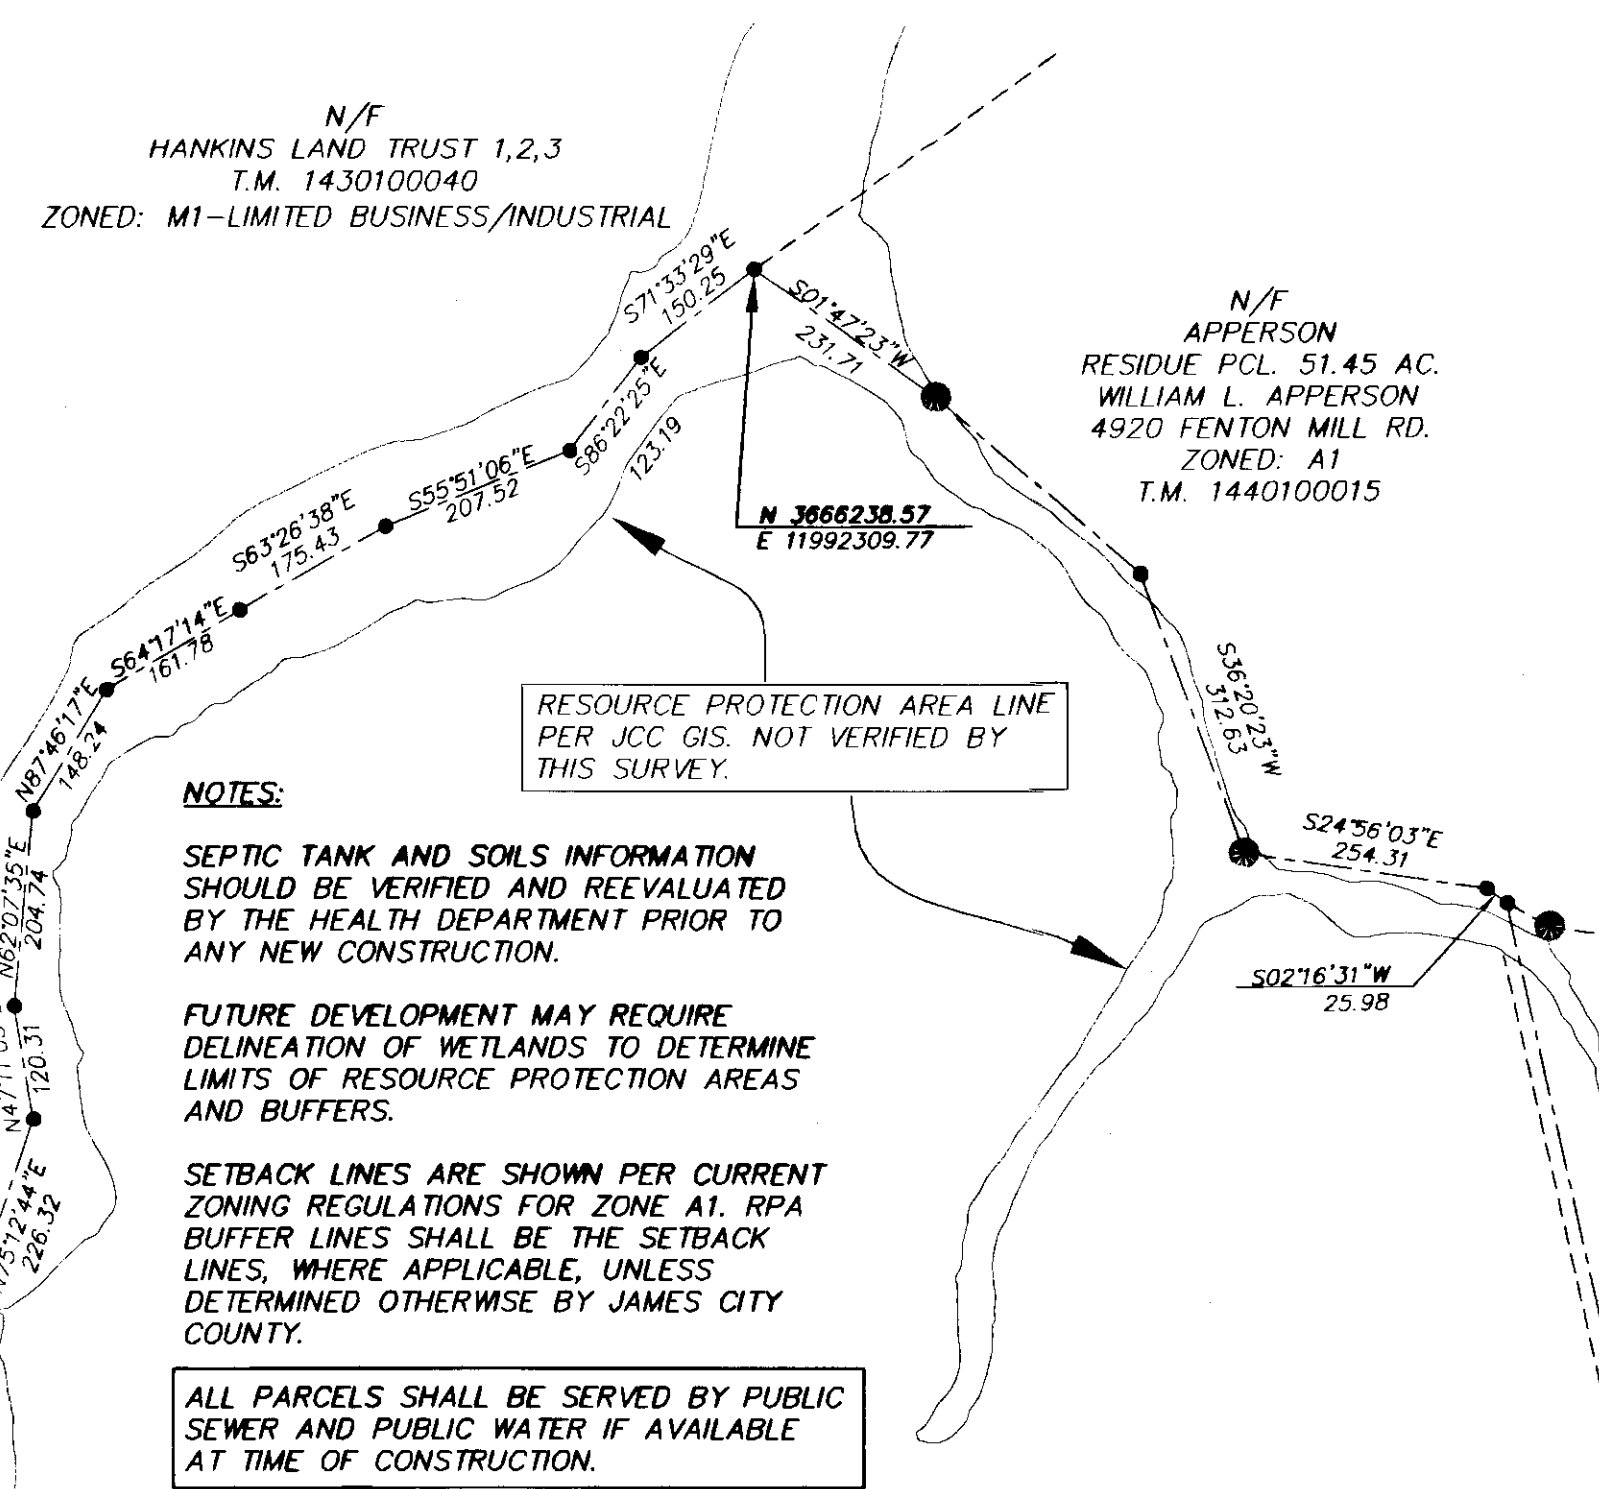 N/F
HANKINS LAND TRUST 1,2,3
T.M. 1430100040
ZONED: M1-LIMITED BUSINESS/INDUSTRIAL
S71°33'29"E
150.25
S01°47'23"W
231.71
N/F
APPERSON
RESIDUE PCL. 51.45 AC.
WILLIAM L. APPERSON
4920 FENTON MILL RD.
ZONED: A1
T.M. 1440100015
S86°22'25"E
123.19
S55°51'06"E
207.52
N 3666238.57
E 11992309.77
S63°26'38"E
175.43
S64°17'14"E
161.78
N87°46'17"E
148.24
S36°20'23"W
312.63
RESOURCE PROTECTION AREA LINE
PER JCC GIS. NOT VERIFIED BY
THIS SURVEY.
S24°56'03"E
254.31
S02°16'31"W
25.98
N62°07'35"E
204.74
120.31
N75°12'44"E
226.32
NOTES:
SEPTIC TANK AND SOILS INFORMATION
SHOULD BE VERIFIED AND REEVALUATED
BY THE HEALTH DEPARTMENT PRIOR TO
ANY NEW CONSTRUCTION.
FUTURE DEVELOPMENT MAY REQUIRE
DELINEATION OF WETLANDS TO DETERMINE
LIMITS OF RESOURCE PROTECTION AREAS
AND BUFFERS.
SETBACK LINES ARE SHOWN PER CURRENT
ZONING REGULATIONS FOR ZONE A1. RPA
BUFFER LINES SHALL BE THE SETBACK
LINES, WHERE APPLICABLE, UNLESS
DETERMINED OTHERWISE BY JAMES CITY
COUNTY.
ALL PARCELS SHALL BE SERVED BY PUBLIC
SEWER AND PUBLIC WATER IF AVAILABLE
AT TIME OF CONSTRUCTION.